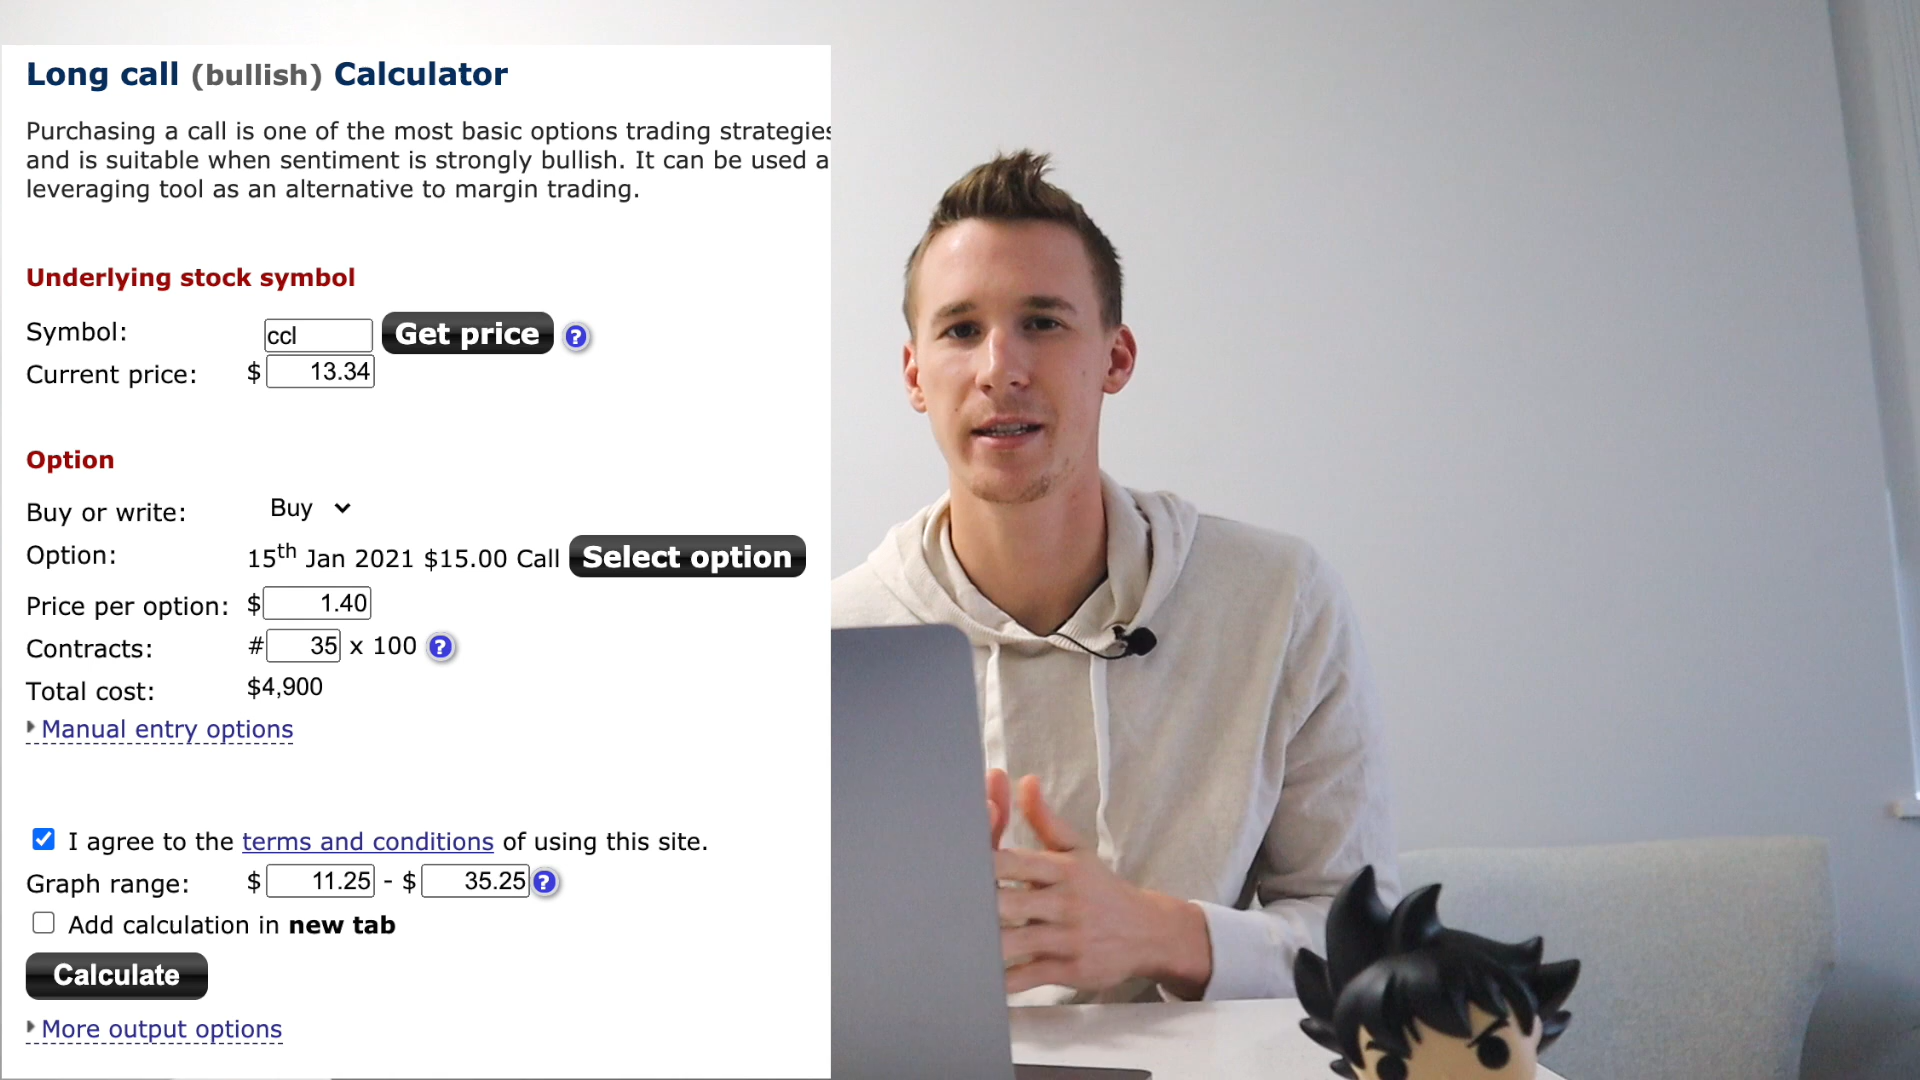 Long call (bullish) Calculator
Purchasing a call is one of the most basic options trading strategies
and is suitable when sentiment is strongly bullish. It can be used a
leveraging tool as an alternative to margin trading.
Underlying stock symbol
Symbol: ccl Get price ?
Current price: $ 13.34
Option
Buy or write: Buy
Option: 15th Jan 2021 $15.00 Call Select option
Price per option: $ 1.40
Contracts: # 35 x 100 ?
Total cost: $4,900
Manual entry options
I agree to the terms and conditions of using this site.
Graph range: $ 11.25 - $ 35.25 ?
Add calculation in new tab
Calculate
More output options